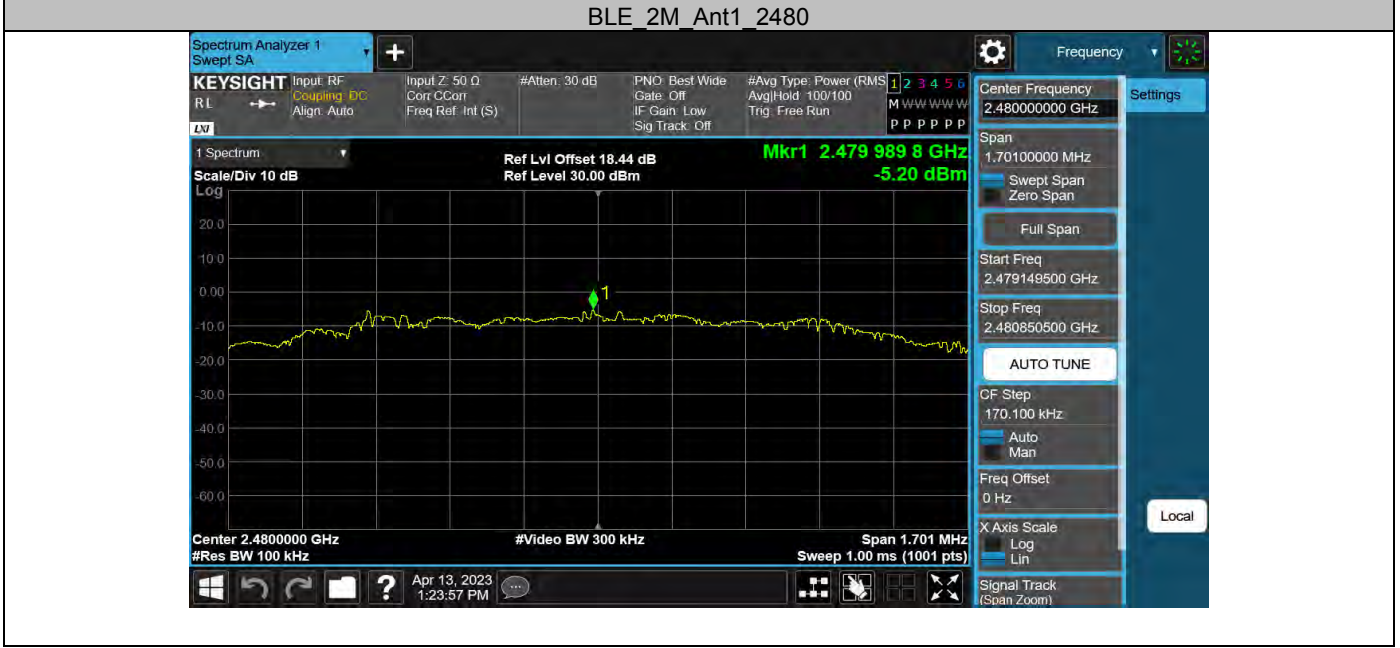 BLE_2M_Ant1_2480
Spectrum Analyzer 1
Swept SA
Frequency
KEYSIGHT
RL
LXI
Input: RF
Coupling: DC
Align: Auto
Input Z: 50 Ω
Corr CCorr
Freq Ref: Int (S)
#Atten: 30 dB
PNO: Best Wide
Gate: Off
IF Gain: Low
Sig Track: Off
#Avg Type: Power (RMS
Avg|Hold: 100/100
Trig: Free Run
1 2 3 4 5 6
M W W W W W
P P P P P P
Center Frequency
2.480000000 GHz
Settings
Span
1.70100000 MHz
Swept Span
Zero Span
Full Span
Start Freq
2.479149500 GHz
Stop Freq
2.480850500 GHz
AUTO TUNE
CF Step
170.100 kHz
Auto
Man
Freq Offset
0 Hz
X Axis Scale
Log
Lin
Signal Track
(Span Zoom)
Local
1 Spectrum
Scale/Div 10 dB
Log
Ref Lvl Offset 18.44 dB
Ref Level 30.00 dBm
Mkr1 2.479 989 8 GHz
-5.20 dBm
20.0
10.0
0.00
-10.0
-20.0
-30.0
-40.0
-50.0
-60.0
1
Center 2.4800000 GHz
#Res BW 100 kHz
#Video BW 300 kHz
Span 1.701 MHz
Sweep 1.00 ms (1001 pts)
?
Apr 13, 2023
1:23:57 PM